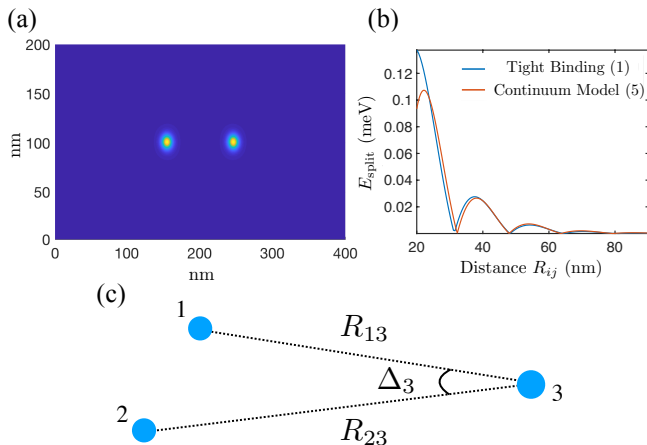 (a)
200
150
100
50
0
nm
0
100
200
300
400
nm
(b)
0.12
0.1
0.08
0.06
0.04
0.02
E_split (meV)
Tight Binding (1)
Continuum Model (5)
20
40
60
80
Distance R_ij (nm)
(c)
1
R_13
Δ_3
3
2
R_23